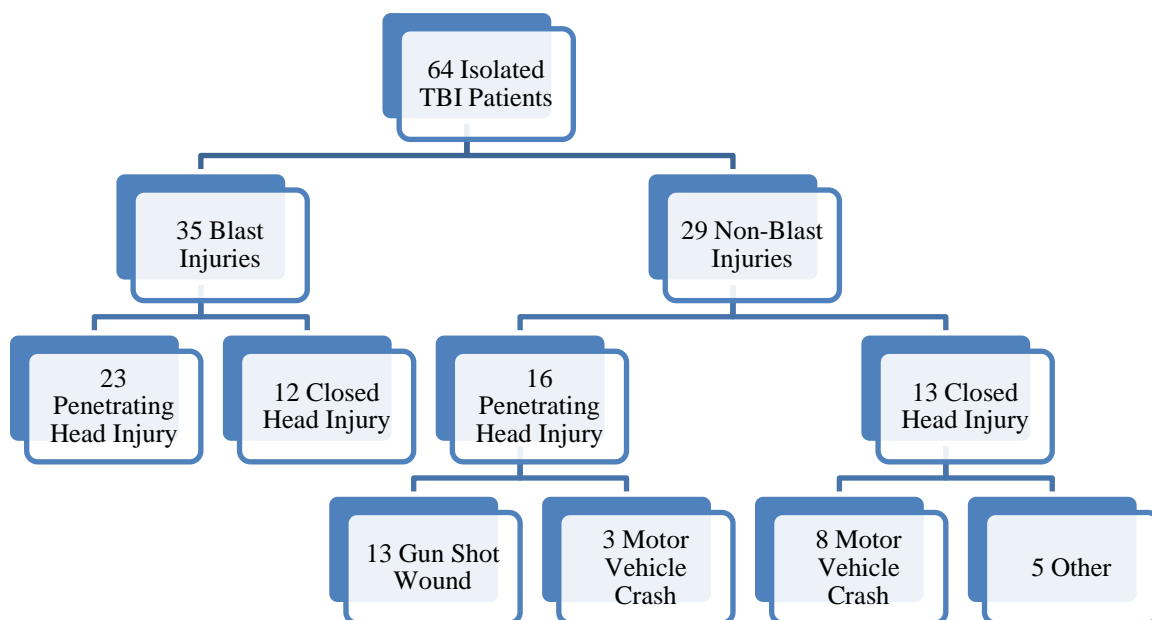 64 Isolated
TBI Patients
35 Blast
Injuries
29 Non-Blast
Injuries
23
Penetrating
Head Injury
12 Closed
Head Injury
16
Penetrating
Head Injury
13 Closed
Head Injury
13 Gun Shot
Wound
3 Motor
Vehicle
Crash
8 Motor
Vehicle
Crash
5 Other